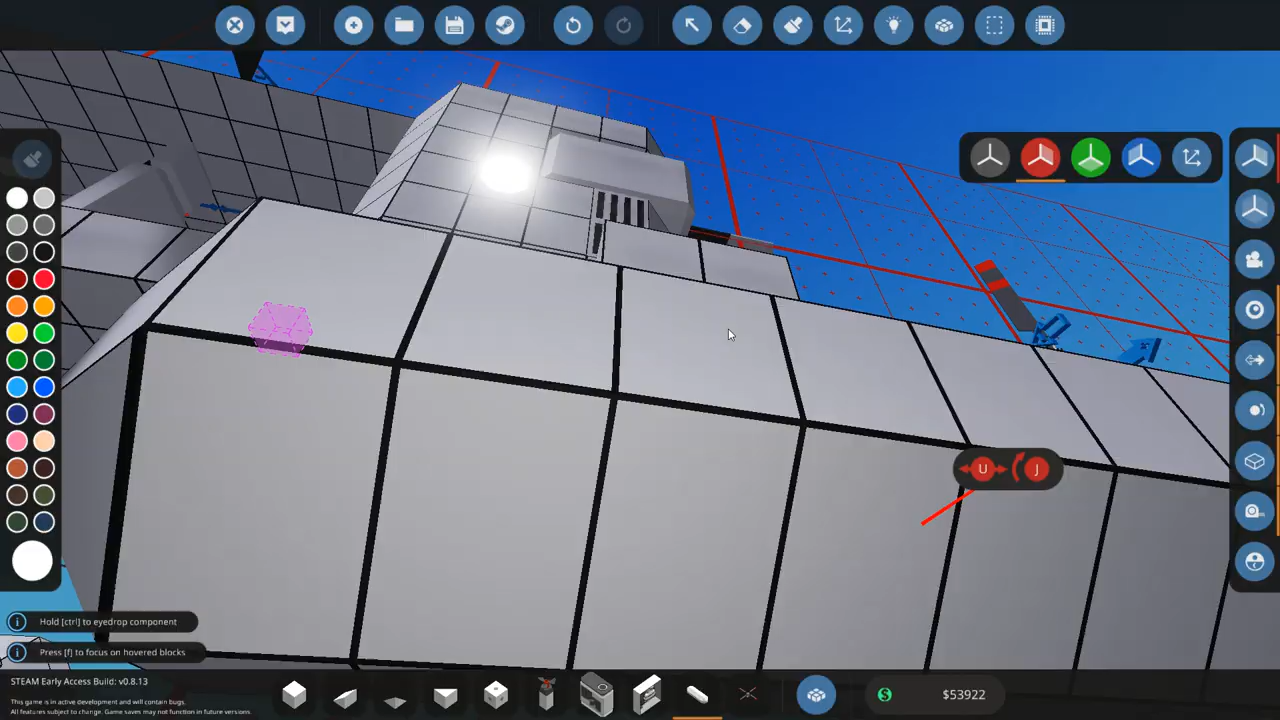 U J
Hold [ctrl] to eyedrop component
Press [f] to focus on hovered blocks
STEAM Early Access Build: v0.8.13
This game is in active development and will contain bugs.
All features subject to change. Game saves may not function in future versions.
$ $53922